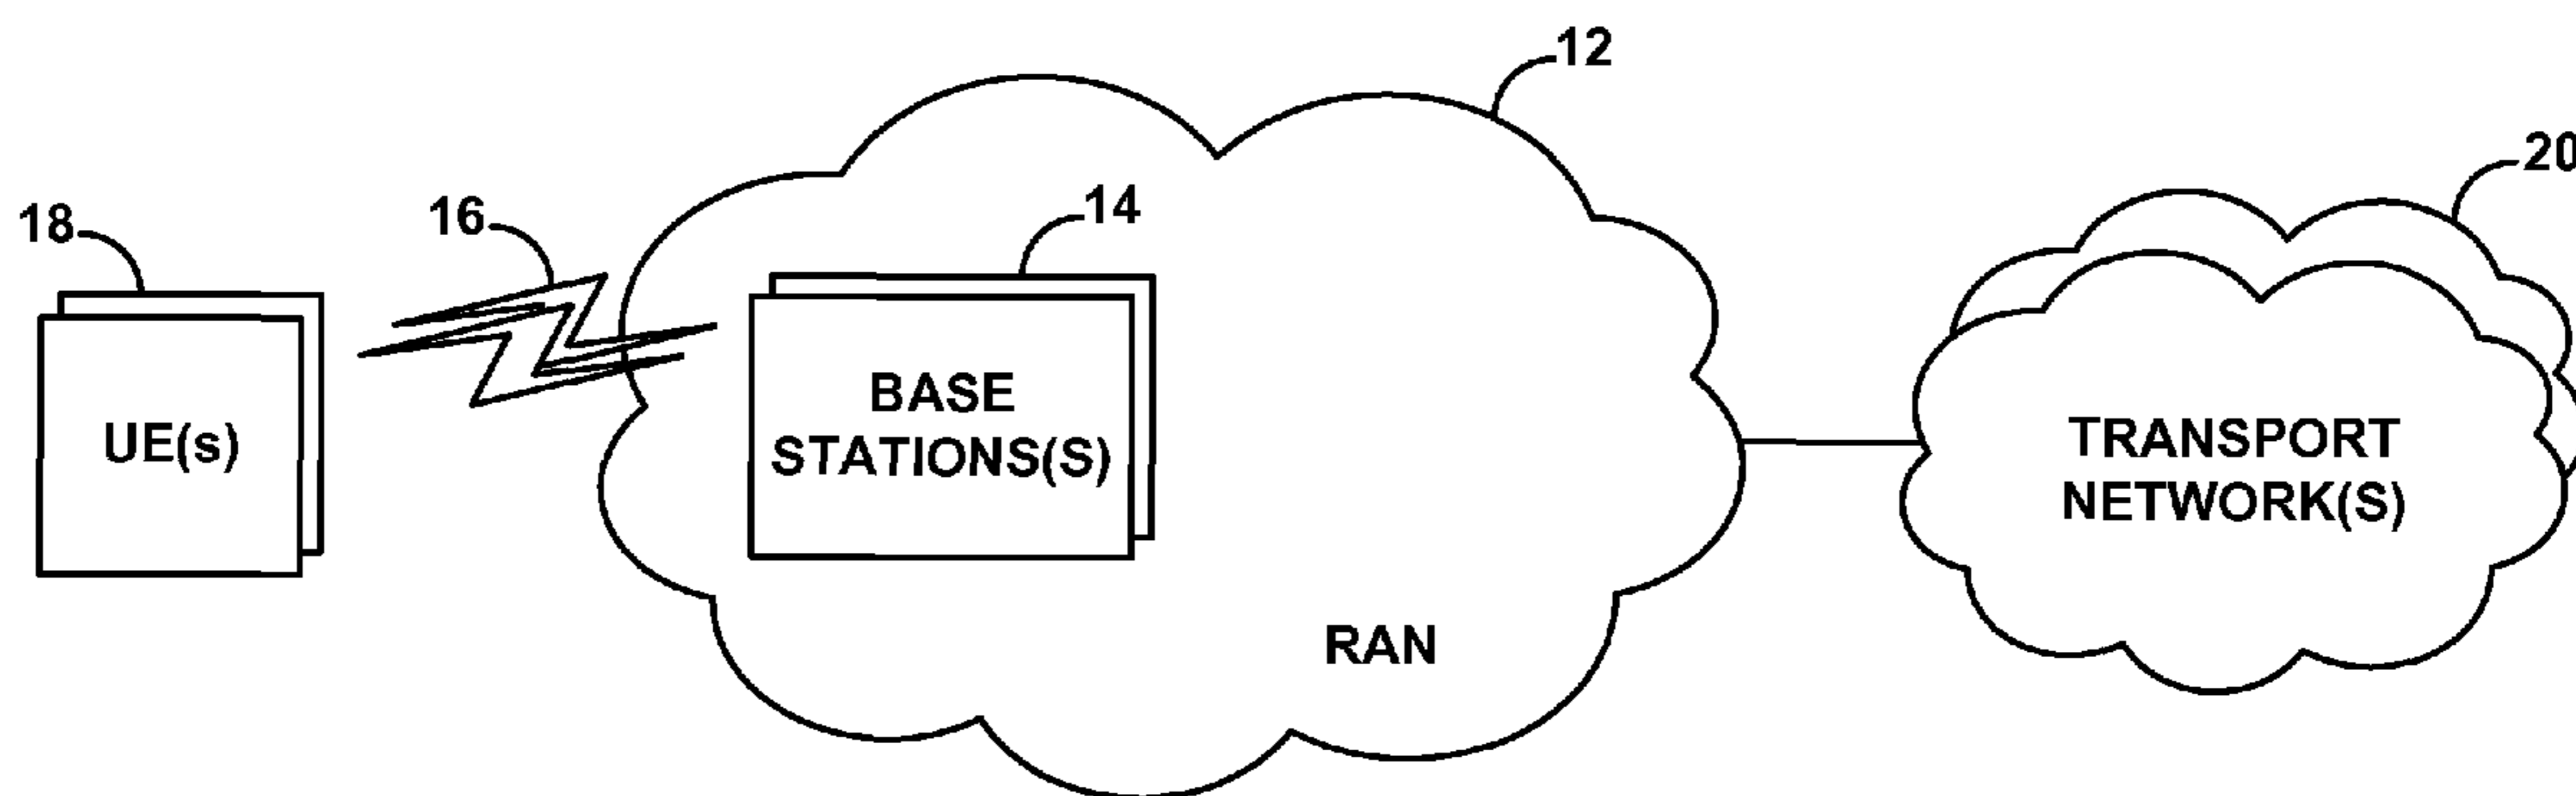 12
20
18
16
14
UE(s)
BASE
STATIONS(S)
TRANSPORT
NETWORK(S)
RAN